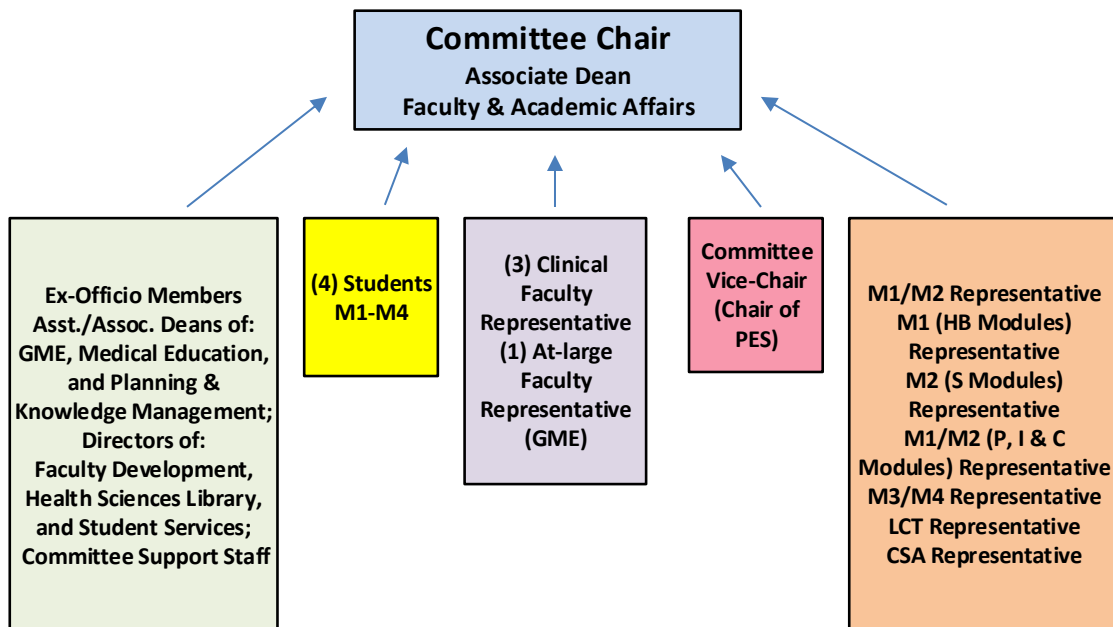 Committee Chair
Associate Dean
Faculty & Academic Affairs
Ex-Officio Members
Asst./Assoc. Deans of:
GME, Medical Education,
and Planning &
Knowledge Management;
Directors of:
Faculty Development,
Health Sciences Library,
and Student Services;
Committee Support Staff
(4) Students
M1-M4
(3) Clinical
Faculty
Representative
(1) At-large
Faculty
Representative
(GME)
Committee
Vice-Chair
(Chair of
PES)
M1/M2 Representative
M1 (HB Modules)
Representative
M2 (S Modules)
Representative
M1/M2 (P, I & C
Modules) Representative
M3/M4 Representative
LCT Representative
CSA Representative